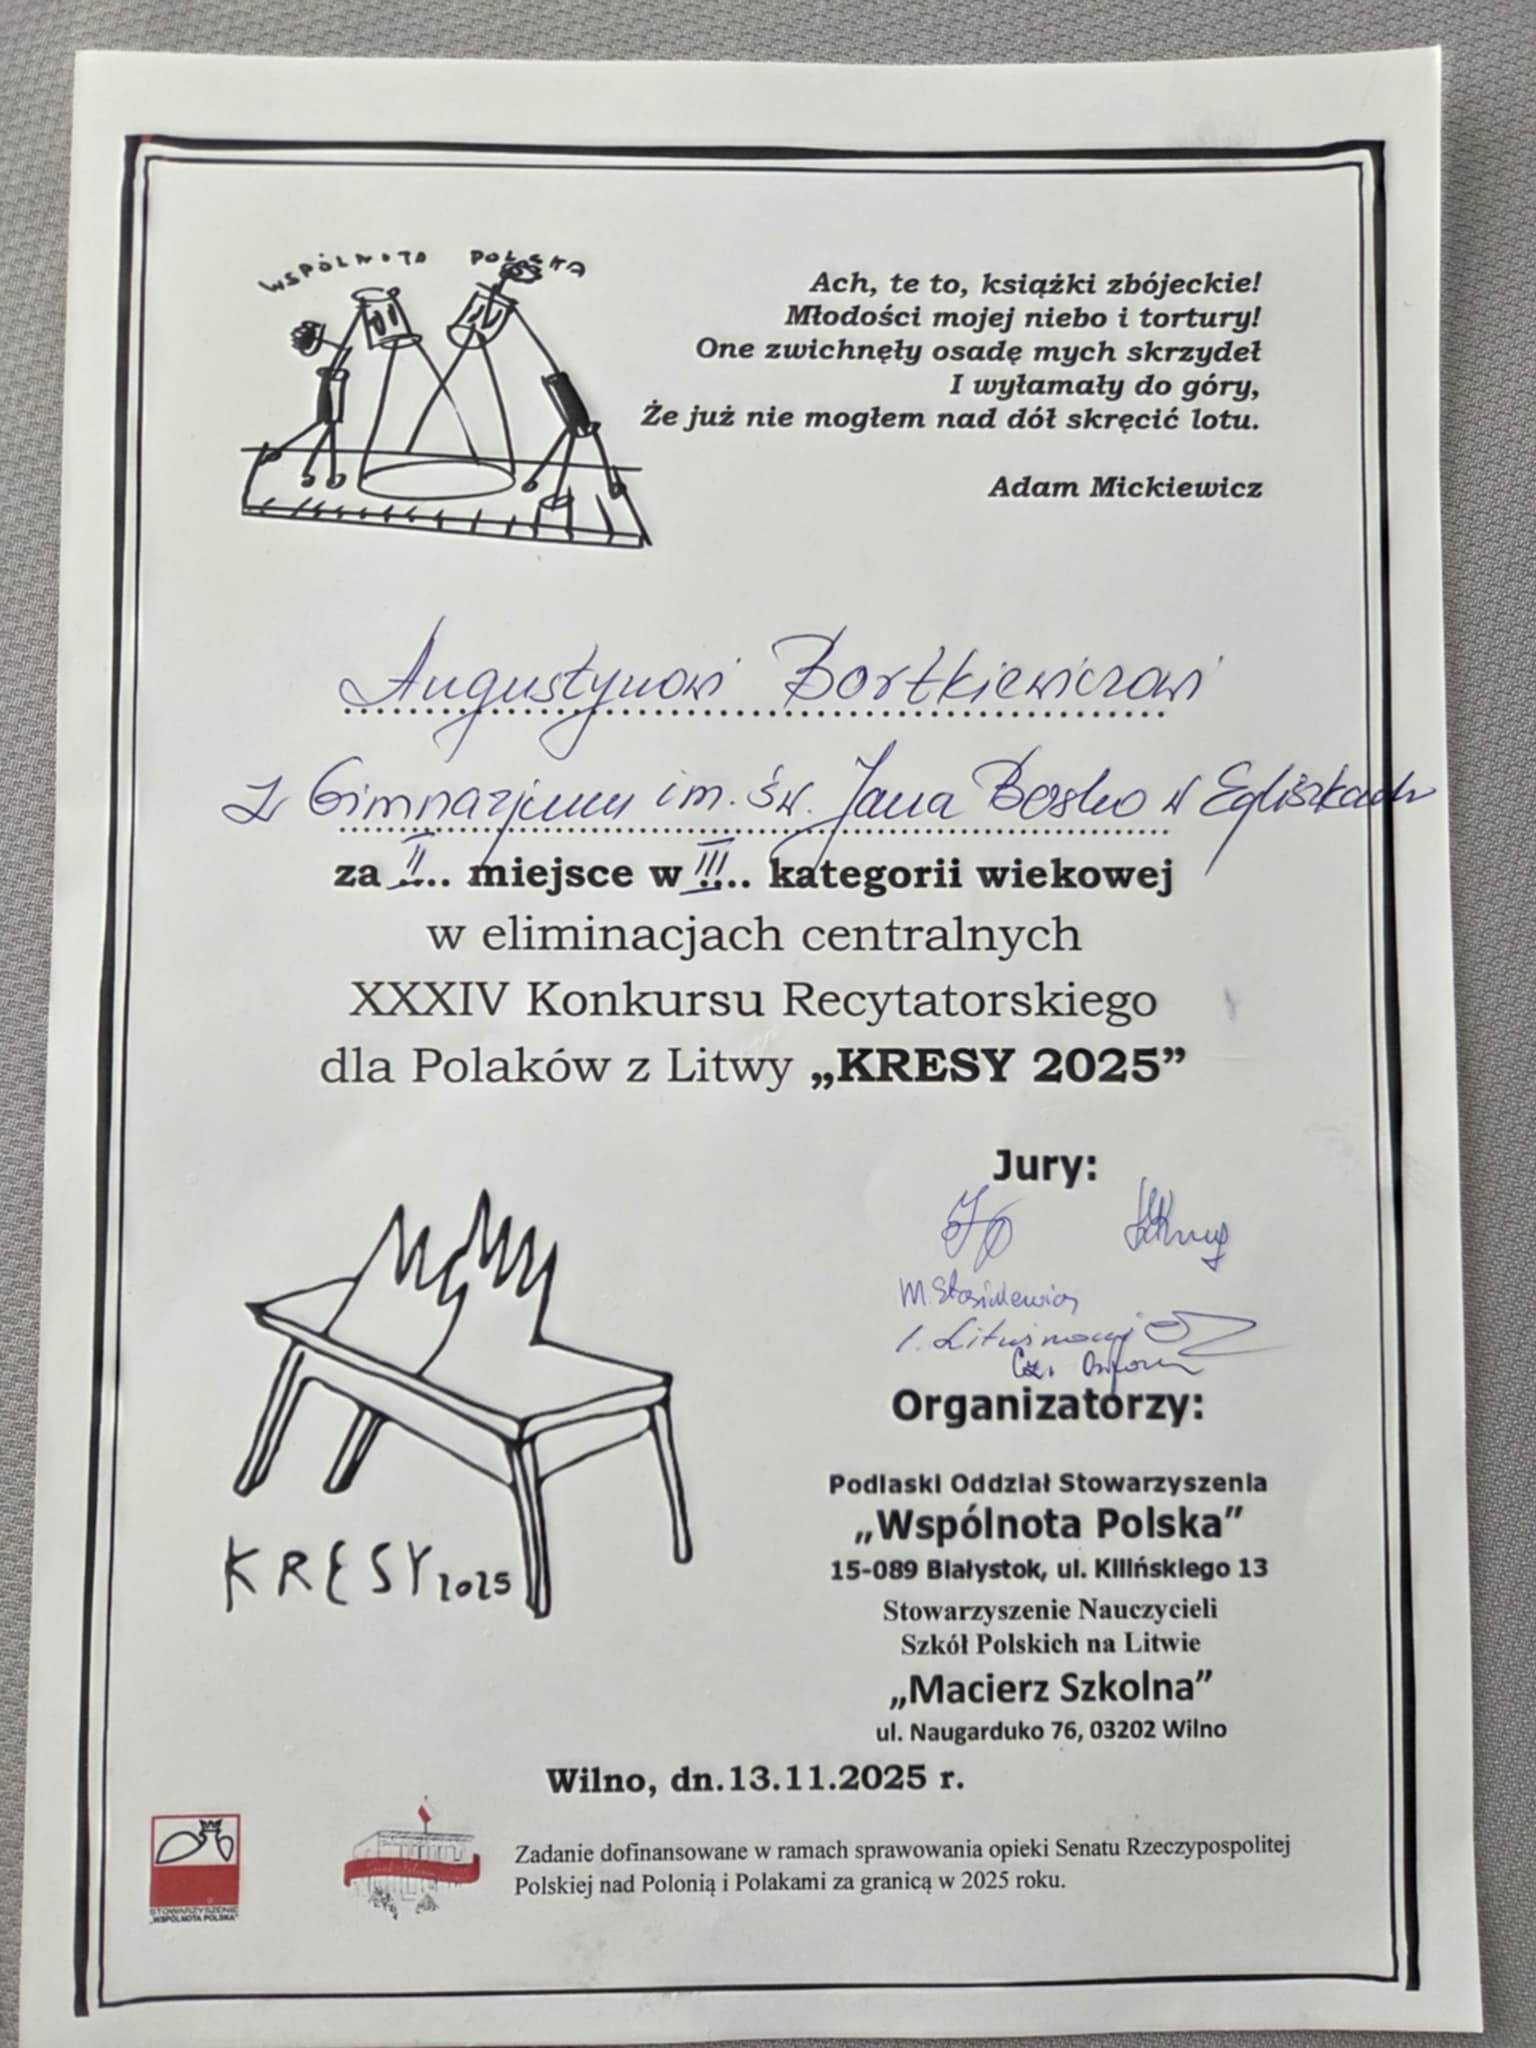 WSPÓLNOTA POLSKA
Ach, te to, książki zbójeckie!
Młodości mojej niebo i tortury!
One zwichnęły osadę mych skrzydeł
I wyłamały do góry,
Że już nie mogłem nad dół skręcić lotu.
Adam Mickiewicz
Augustynowi Bortkiewiczowi
z Gimnazjum im. św. Jana Bosko w Egliszkach
za II... miejsce w III... kategorii wiekowej
w eliminacjach centralnych
XXXIV Konkursu Recytatorskiego
dla Polaków z Litwy „KRESY 2025”
Jury:
M. Stasiulewicz
Cz.
Organizatorzy:
Podlaski Oddział Stowarzyszenia
„Wspólnota Polska”
15-089 Białystok, ul. Kilińskiego 13
Stowarzyszenie Nauczycieli
Szkół Polskich na Litwie
„Macierz Szkolna”
ul. Naugarduko 76, 03202 Wilno
KRESY 2025
Wilno, dn.13.11.2025 r.
STOWARZYSZENIE
„WSPÓLNOTA POLSKA”
Zadanie dofinansowane w ramach sprawowania opieki Senatu Rzeczypospolitej
Polskiej nad Polonią i Polakami za granicą w 2025 roku.